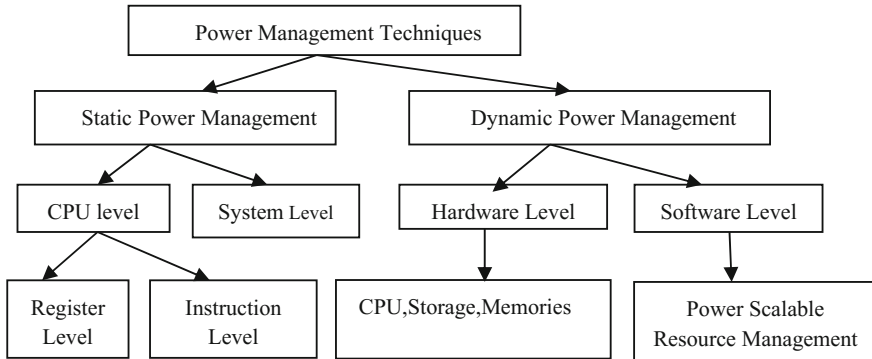 Power Management Techniques
Static Power Management
Dynamic Power Management
CPU level
System Level
Hardware Level
Software Level
Register
Level
Instruction
Level
CPU,Storage,Memories
Power Scalable
Resource Management